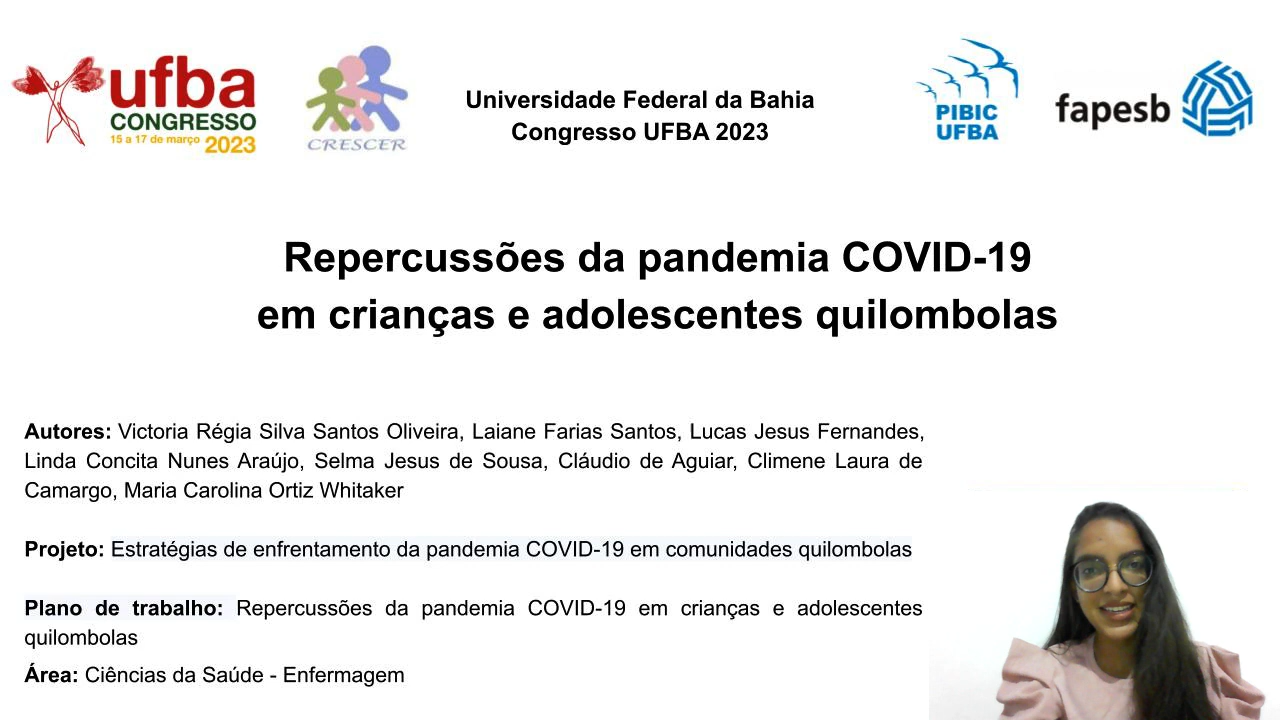 ufba
CONGRESSO
15 a 17 de março
2023
CRESCER
Universidade Federal da Bahia
Congresso UFBA 2023
PIBIC
UFBA
fapesb
Repercussões da pandemia COVID-19
em crianças e adolescentes quilombolas
Autores: Victoria Régia Silva Santos Oliveira, Laiane Farias Santos, Lucas Jesus Fernandes,
Linda Concita Nunes Araújo, Selma Jesus de Sousa, Cláudio de Aguiar, Climene Laura de
Camargo, Maria Carolina Ortiz Whitaker
Projeto: Estratégias de enfrentamento da pandemia COVID-19 em comunidades quilombolas
Plano de trabalho: Repercussões da pandemia COVID-19 em crianças e adolescentes
quilombolas
Área: Ciências da Saúde - Enfermagem